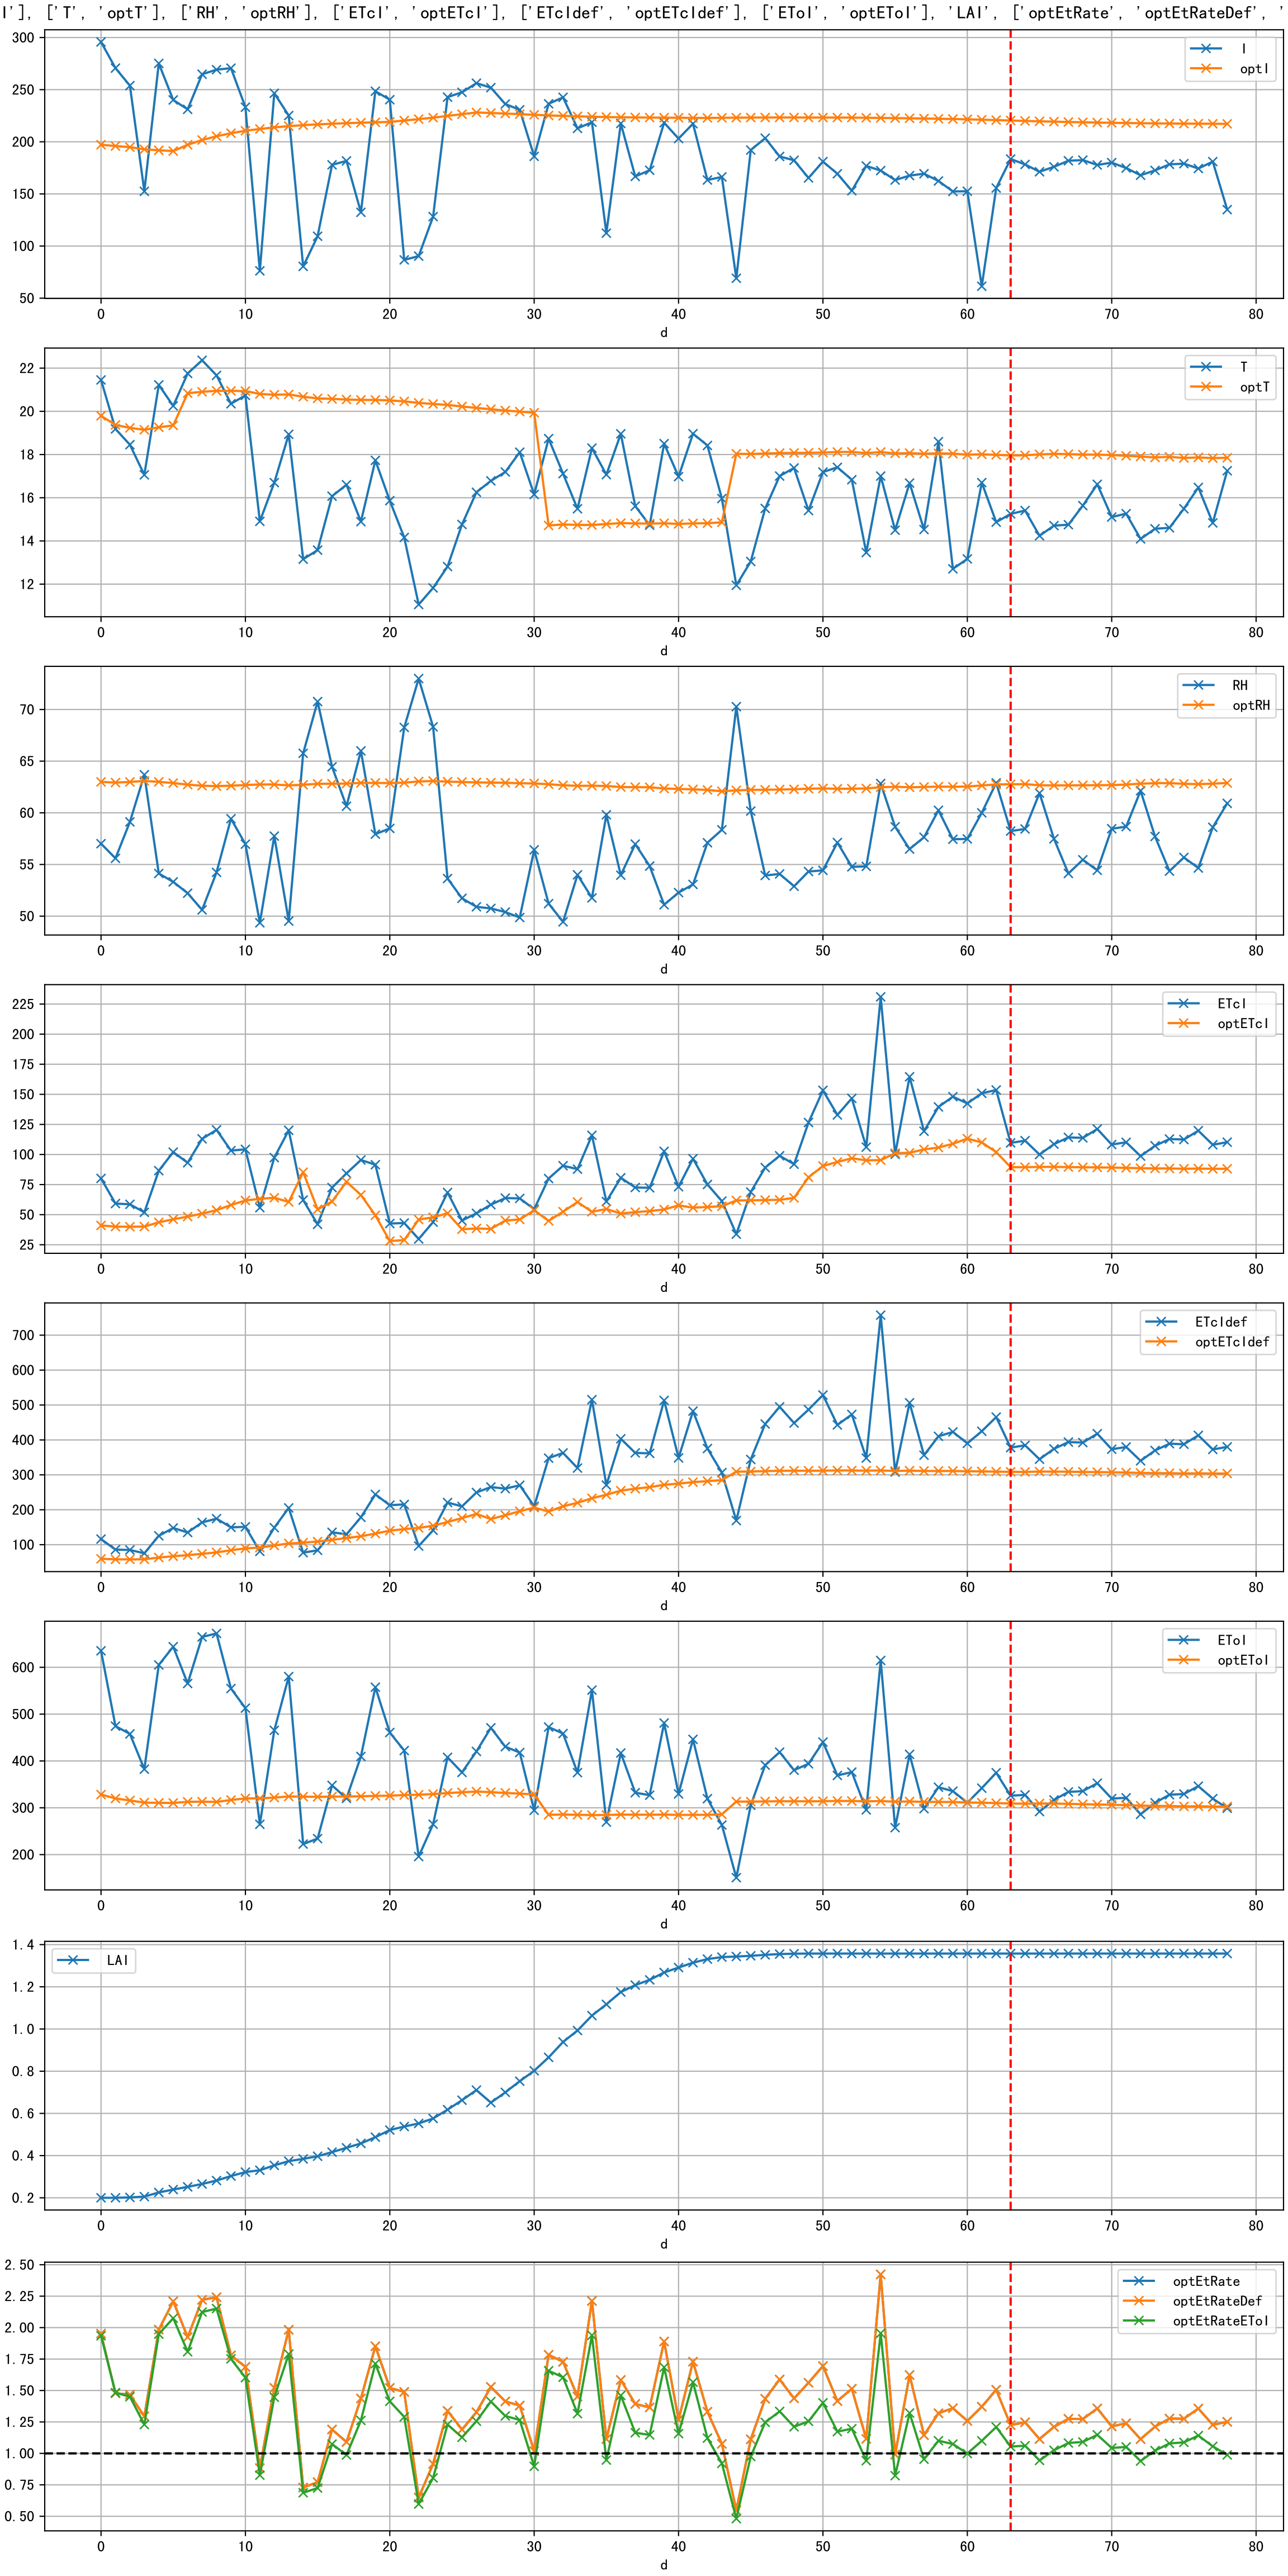 I'], ['T', 'optT'], ['RH', 'optRH'], ['ETcI', 'optETcI'], ['ETcIdef', 'optETcIdef'], ['EToI', 'optEToI'], 'LAI', ['optEtRate', 'optEtRateDef', '
300
250
200
150
100
50
I
optI
0 10 20 30 40 50 60 70 80
d
22
20
18
16
14
12
T
optT
0 10 20 30 40 50 60 70 80
d
70
65
60
55
50
RH
optRH
0 10 20 30 40 50 60 70 80
d
225
200
175
150
125
100
75
50
25
ETcI
optETcI
0 10 20 30 40 50 60 70 80
d
700
600
500
400
300
200
100
ETcIdef
optETcIdef
0 10 20 30 40 50 60 70 80
d
600
500
400
300
200
EToI
optEToI
0 10 20 30 40 50 60 70 80
d
1.4
1.2
1.0
0.8
0.6
0.4
0.2
LAI
0 10 20 30 40 50 60 70 80
d
2.50
2.25
2.00
1.75
1.50
1.25
1.00
0.75
0.50
optEtRate
optEtRateDef
optEtRateEToI
0 10 20 30 40 50 60 70 80
d